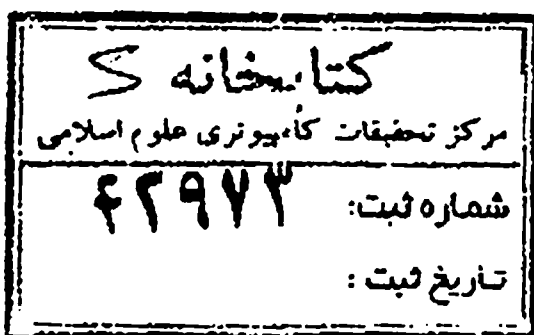 کتابخانه
مرکز تحقیقات کامپیوتری علوم اسلامی
شماره ثبت: ۴۲۹۷۳
تاریخ ثبت :